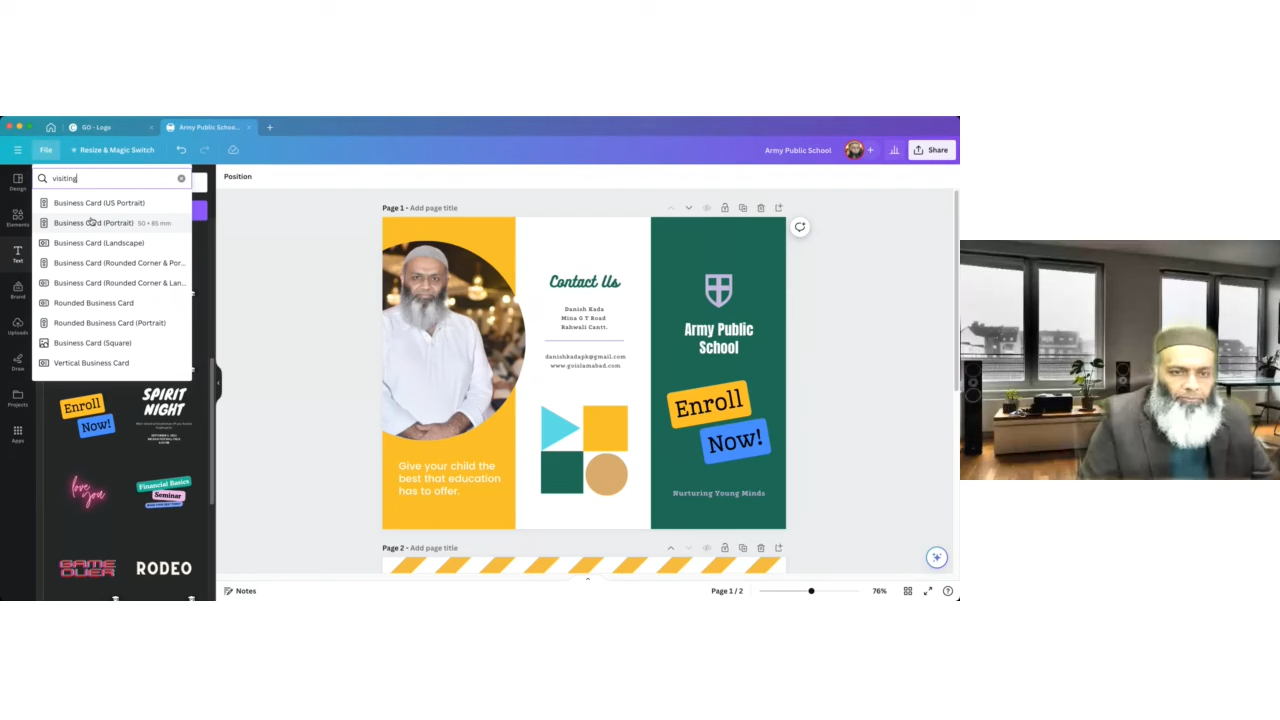 GO - Logo
Army Public Schoo...
File
Resize & Magic Switch
Army Public School
Share
visiting
Position
Design
Elements
Text
Brand
Uploads
Draw
Projects
Apps
Business Card (US Portrait)
Business Card (Portrait) 50 × 85 mm
Business Card (Landscape)
Business Card (Rounded Corner & Por...
Business Card (Rounded Corner & Lan...
Rounded Business Card
Rounded Business Card (Portrait)
Business Card (Square)
Vertical Business Card
Enroll
Now!
SPIRIT
NIGHT
love
you
Financial Basics
Seminar
GAME
OVER
RODEO
Page 1 - Add page title
Give your child the
best that education
has to offer.
Contact Us
Danish Kada
Mina G T Road
Rahwali Cantt.
danishkadapk@gmail.com
www.goislamabad.com
Army Public
School
Enroll
Now!
Nurturing Young Minds
Page 2 - Add page title
Notes
Page 1 / 2
76%